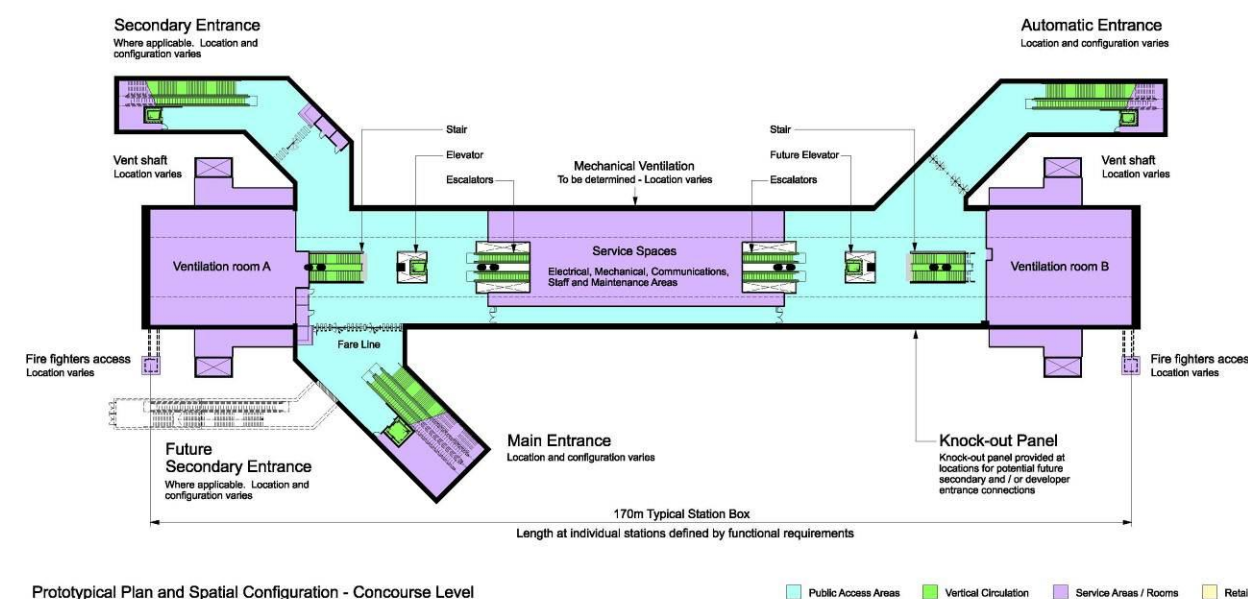 Secondary Entrance
Where applicable. Location and
configuration varies
Automatic Entrance
Location and configuration varies
Stair
Elevator
Escalators
Mechanical Ventilation
To be determined - Location varies
Stair
Future Elevator
Escalators
Vent shaft
Location varies
Vent shaft
Location varies
Ventilation room A
Service Spaces
Electrical, Mechanical, Communications,
Staff and Maintenance Areas
Ventilation room B
Fare Line
Fire fighters access
Location varies
Fire fighters acces
Location varies
Future
Secondary Entrance
Where applicable. Location and
configuration varies
Main Entrance
Location and configuration varies
Knock-out Panel
Knock-out panel provided at
locations for potential future
secondary and / or developer
entrance connections
170m Typical Station Box
Length at individual stations defined by functional requirements
Prototypical Plan and Spatial Configuration - Concourse Level
Public Access Areas
Vertical Circulation
Service Areas / Rooms
Retai